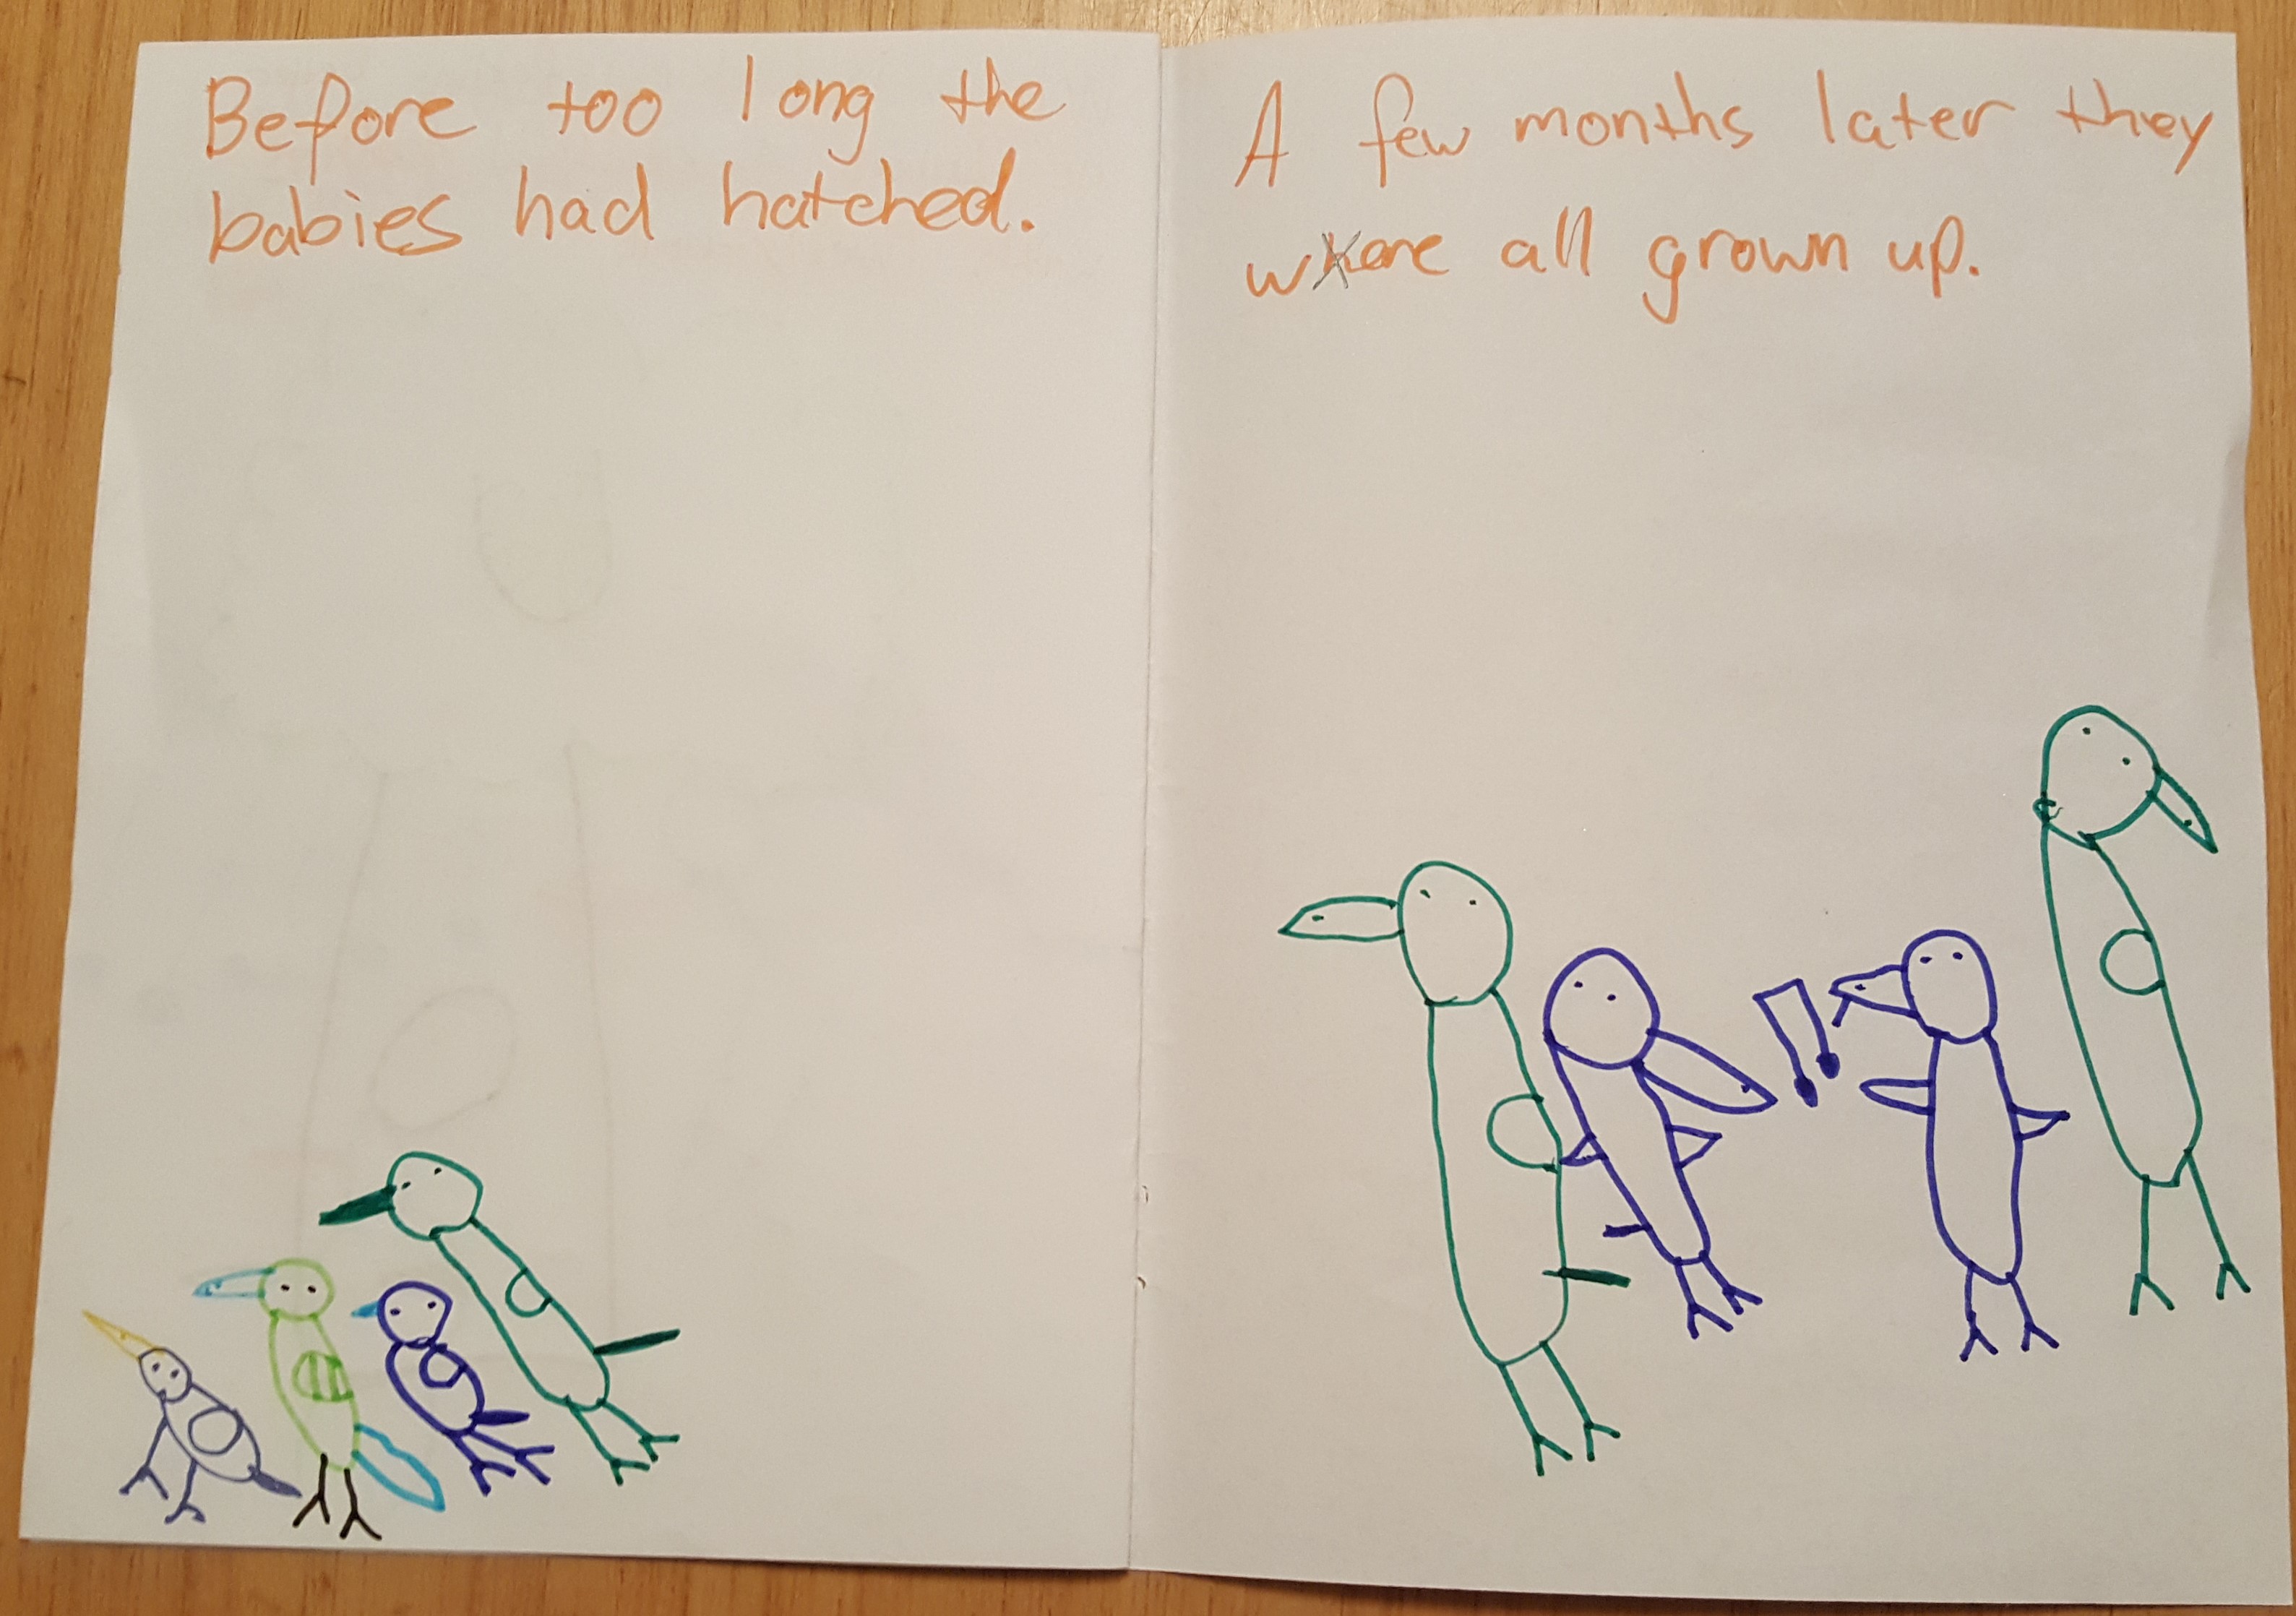 Before too long the
babies had hatched.
A few months later they
were all grown up.